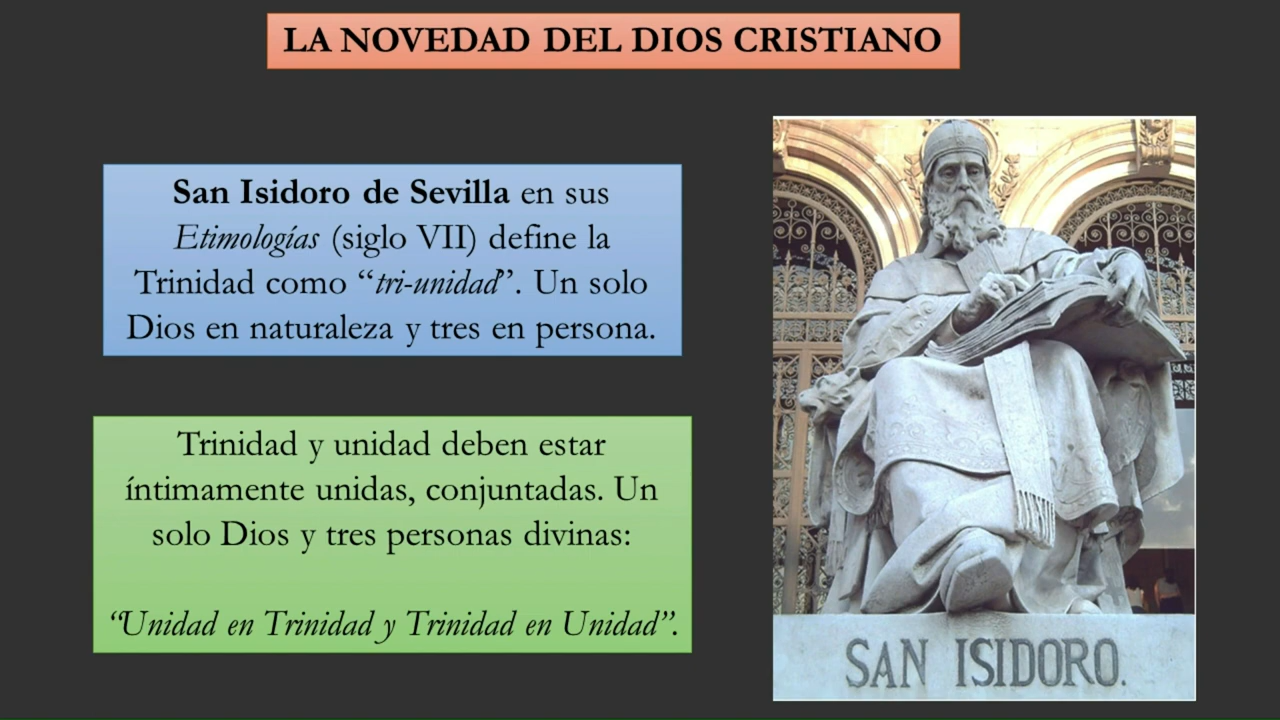 LA NOVEDAD DEL DIOS CRISTIANO
San Isidoro de Sevilla en sus
Etimologías (siglo VII) define la
Trinidad como “tri-unidad”. Un solo
Dios en naturaleza y tres en persona.
Trinidad y unidad deben estar
íntimamente unidas, conjuntadas. Un
solo Dios y tres personas divinas:
“Unidad en Trinidad y Trinidad en Unidad”.
SAN ISIDORO.